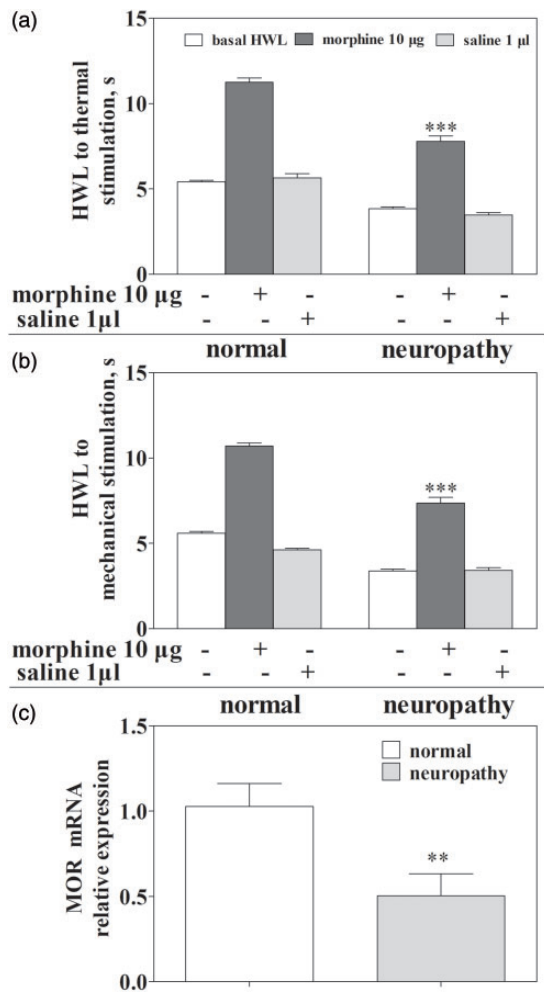 (a)
15
basal HWL morphine 10 µg saline 1 µl
10
5
0
HWL to thermal
stimulation, s
***
morphine 10 µg - + - - + -
saline 1µl - - + - - +
normal neuropathy
(b)
15
10
5
0
HWL to
mechanical stimulation, s
***
morphine 10 µg - + - - + -
saline 1µl - - + - - +
normal neuropathy
(c)
1.5
normal
neuropathy
1.0
0.5
0.0
MOR mRNA
relative expression
**